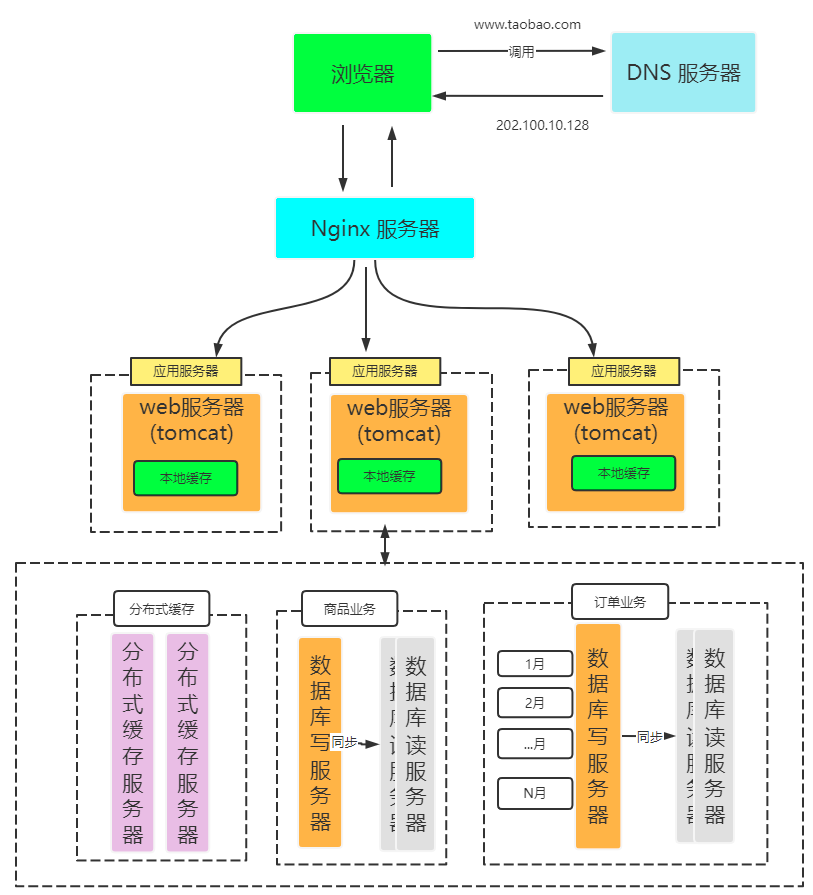 www.taobao.com
浏览器
调用
DNS 服务器
202.100.10.128
Nginx 服务器
应用服务器
web服务器
(tomcat)
本地缓存
应用服务器
web服务器
(tomcat)
本地缓存
应用服务器
web服务器
(tomcat)
本地缓存
分布式缓存
分布式缓存服务器
分布式缓存服务器
商品业务
数据库写服务器
同步
数据库读服务器
数据库读服务器
订单业务
1月
2月
...月
N月
数据库写服务器
同步
数据库读服务器
数据库读服务器